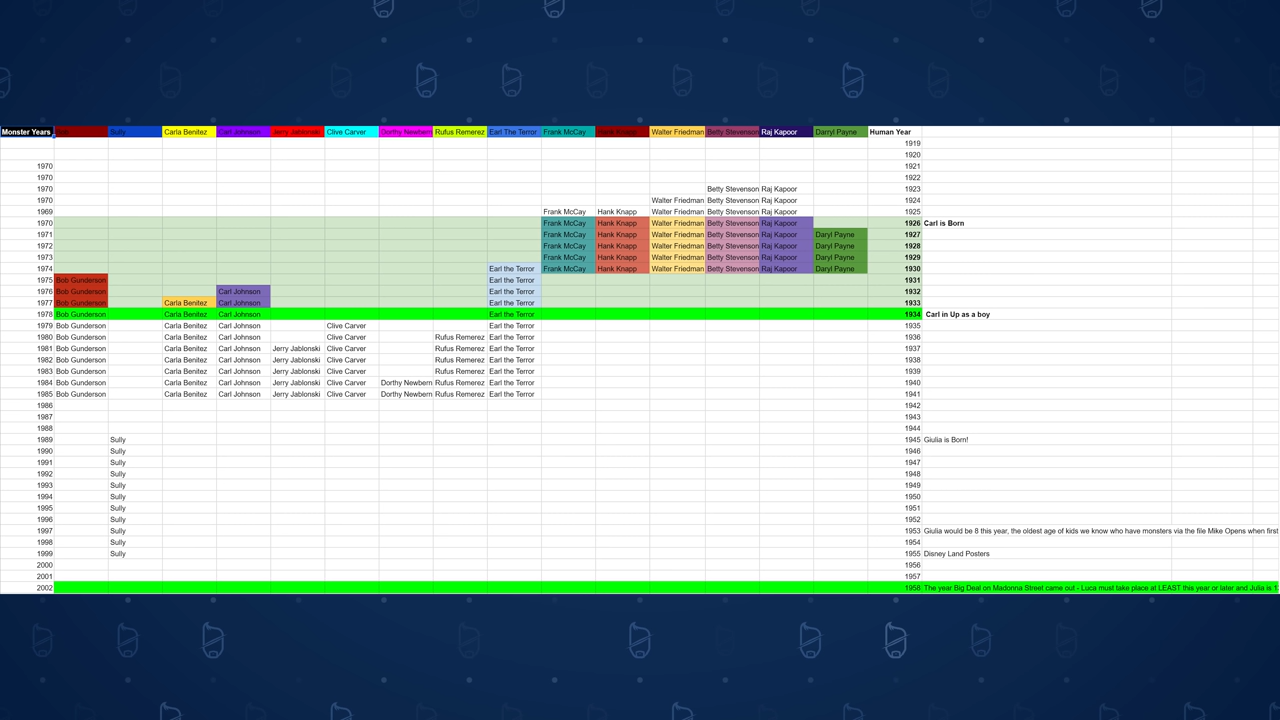 Monster Years Bob Sully Carla Benitez Carl Johnson Jerry Jablonski Clive Carver Dorthy Newbern Rufus Remerez Earl The Terror Frank McCay Hank Knapp Walter Friedman Betty Stevenson Raj Kapoor Darryl Payne Human Year
1919
1920
1970 1921
1970 1922
1970 Betty Stevenson Raj Kapoor 1923
1970 Walter Friedman Betty Stevenson Raj Kapoor 1924
1969 Frank McCay Hank Knapp Walter Friedman Betty Stevenson Raj Kapoor 1925
1970 Frank McCay Hank Knapp Walter Friedman Betty Stevenson Raj Kapoor 1926 Carl is Born
1971 Frank McCay Hank Knapp Walter Friedman Betty Stevenson Raj Kapoor Daryl Payne 1927
1972 Frank McCay Hank Knapp Walter Friedman Betty Stevenson Raj Kapoor Daryl Payne 1928
1973 Frank McCay Hank Knapp Walter Friedman Betty Stevenson Raj Kapoor Daryl Payne 1929
1974 Earl the Terror Frank McCay Hank Knapp Walter Friedman Betty Stevenson Raj Kapoor Daryl Payne 1930
1975 Bob Gunderson Earl the Terror 1931
1976 Bob Gunderson Carl Johnson Earl the Terror 1932
1977 Bob Gunderson Carla Benitez Carl Johnson Earl the Terror 1933
1978 Bob Gunderson Carla Benitez Carl Johnson Earl the Terror 1934 Carl in Up as a boy
1979 Bob Gunderson Carla Benitez Carl Johnson Clive Carver Earl the Terror 1935
1980 Bob Gunderson Carla Benitez Carl Johnson Clive Carver Rufus Remerez Earl the Terror 1936
1981 Bob Gunderson Carla Benitez Carl Johnson Jerry Jablonski Clive Carver Rufus Remerez Earl the Terror 1937
1982 Bob Gunderson Carla Benitez Carl Johnson Jerry Jablonski Clive Carver Rufus Remerez Earl the Terror 1938
1983 Bob Gunderson Carla Benitez Carl Johnson Jerry Jablonski Clive Carver Rufus Remerez Earl the Terror 1939
1984 Bob Gunderson Carla Benitez Carl Johnson Jerry Jablonski Clive Carver Dorthy Newbern Rufus Remerez Earl the Terror 1940
1985 Bob Gunderson Carla Benitez Carl Johnson Jerry Jablonski Clive Carver Dorthy Newbern Rufus Remerez Earl the Terror 1941
1986 1942
1987 1943
1988 1944
1989 Sully 1945 Giulia is Born!
1990 Sully 1946
1991 Sully 1947
1992 Sully 1948
1993 Sully 1949
1994 Sully 1950
1995 Sully 1951
1996 Sully 1952
1997 Sully 1953 Giulia would be 8 this year, the oldest age of kids we know who have monsters via the file Mike Opens when first
1998 Sully 1954
1999 Sully 1955 Disney Land Posters
2000 1956
2001 1957
2002 1958 The year Big Deal on Madonna Street came out - Luca must take place at LEAST this year or later and Julia is